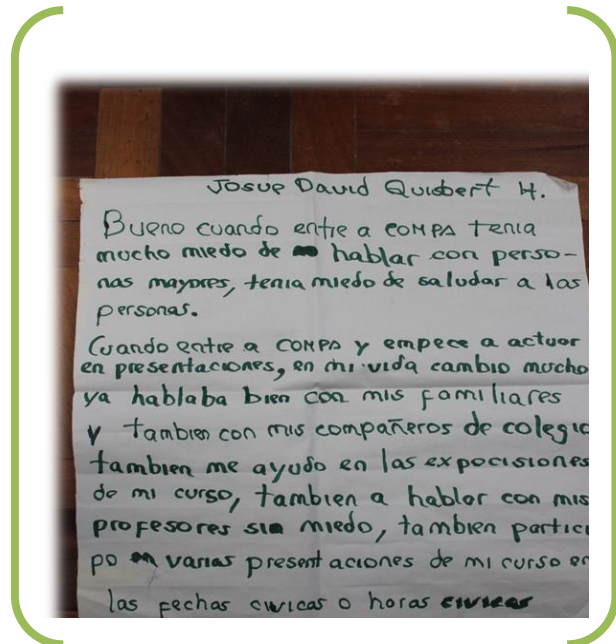 Josue David Quisbert H.
Bueno cuando entre a COMPA tenia
mucho miedo de hablar con perso-
nas mayores, tenia miedo de saludar a las
personas.
Cuando entre a COMPA y empece a actuar
en presentaciones, en mi vida cambio mucho
ya hablaba bien con mis familiares
y tambien con mis compañeros de colegio
tambien me ayudo en las expocisiones
de mi curso, tambien a hablar con mis
profesores sin miedo, tambien partici
po en varias presentaciones de mi curso en
las fechas civicas o horas civicas